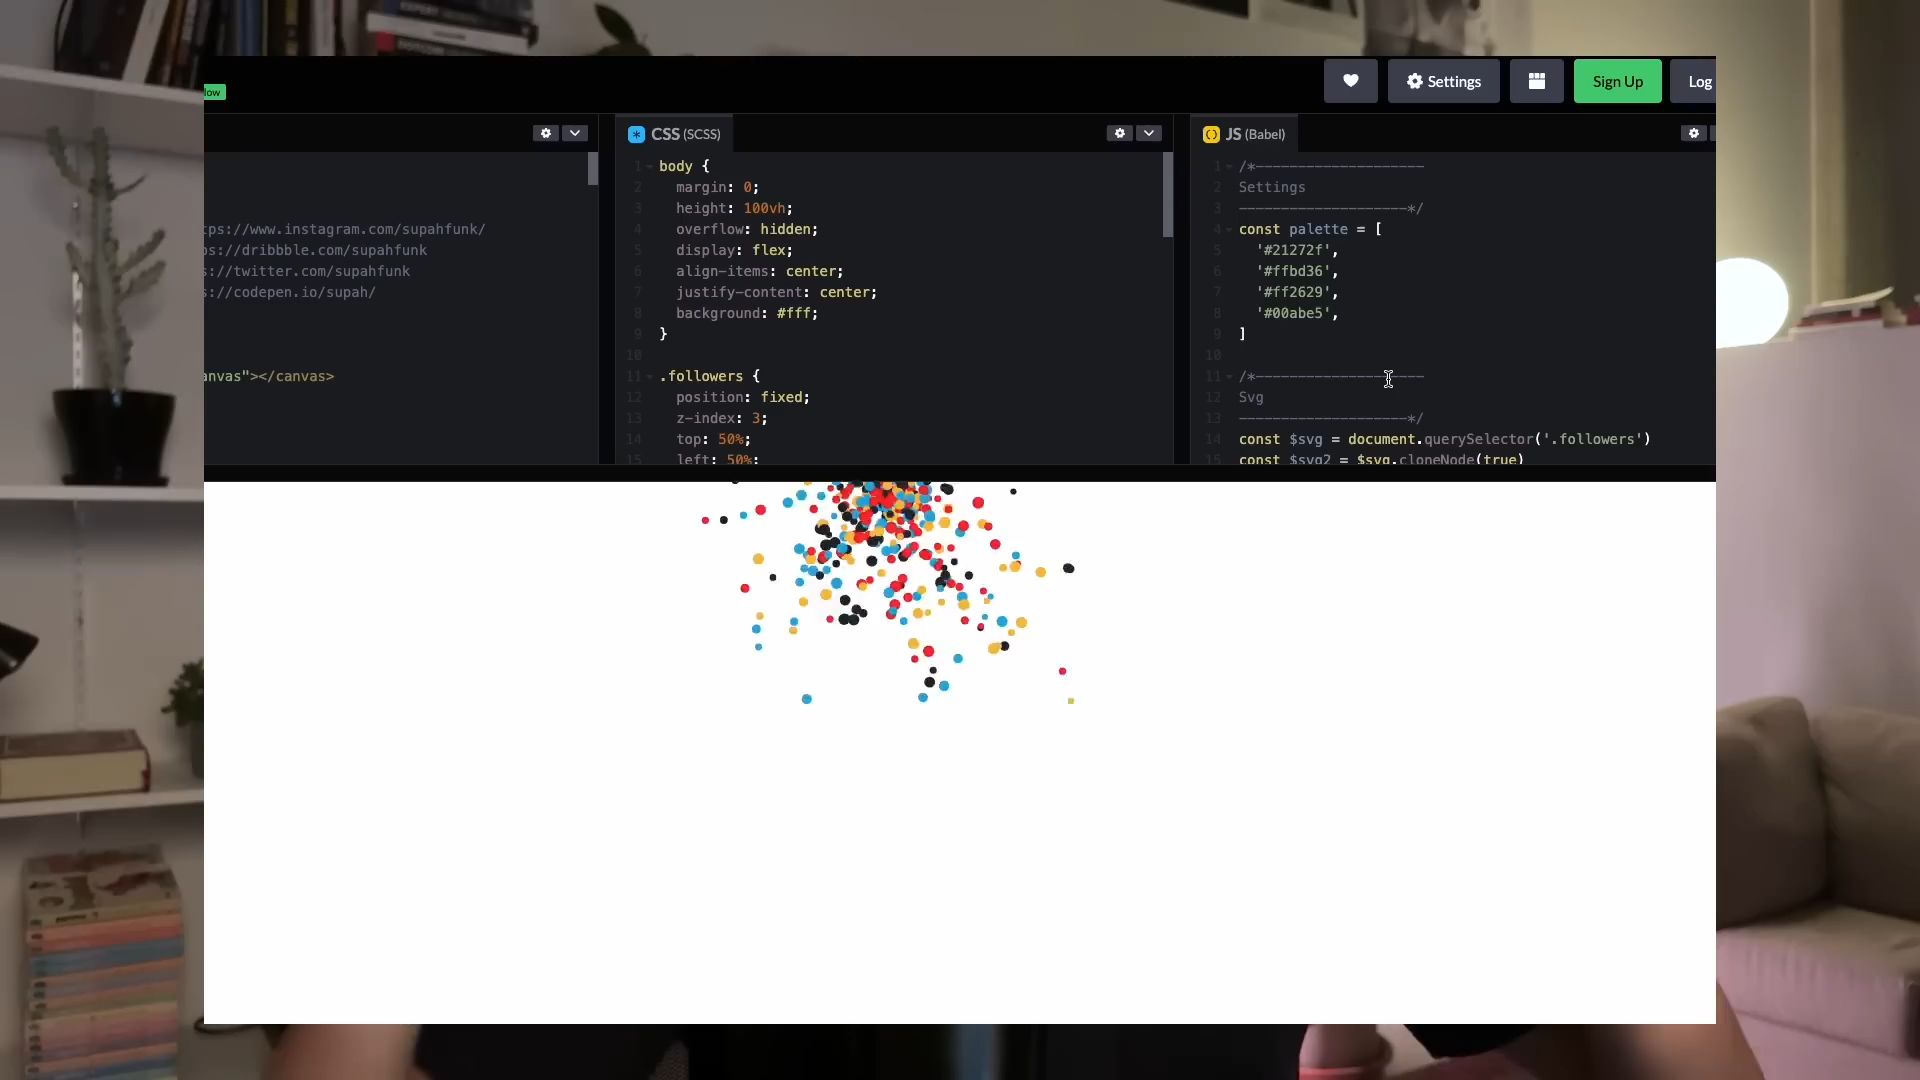 Settings
Sign Up
Log
low
CSS (SCSS)
JS (Babel)
tps://www.instagram.com/supahfunk/
ps://dribbble.com/supahfunk
s://twitter.com/supahfunk
s://codepen.io/supah/
anvas"></canvas>
1 body {
2 margin: 0;
3 height: 100vh;
4 overflow: hidden;
5 display: flex;
6 align-items: center;
7 justify-content: center;
8 background: #fff;
9 }
10
11 .followers {
12 position: fixed;
13 z-index: 3;
14 top: 50%;
15 left: 50%;
1 /*--------------------
2 Settings
3 --------------------*/
4 const palette = [
5 '#21272f',
6 '#ffbd36',
7 '#ff2629',
8 '#00abe5',
9 ]
10
11 /*--------------------
12 Svg
13 --------------------*/
14 const $svg = document.querySelector('.followers')
15 const $svg2 = $svg.cloneNode(true)